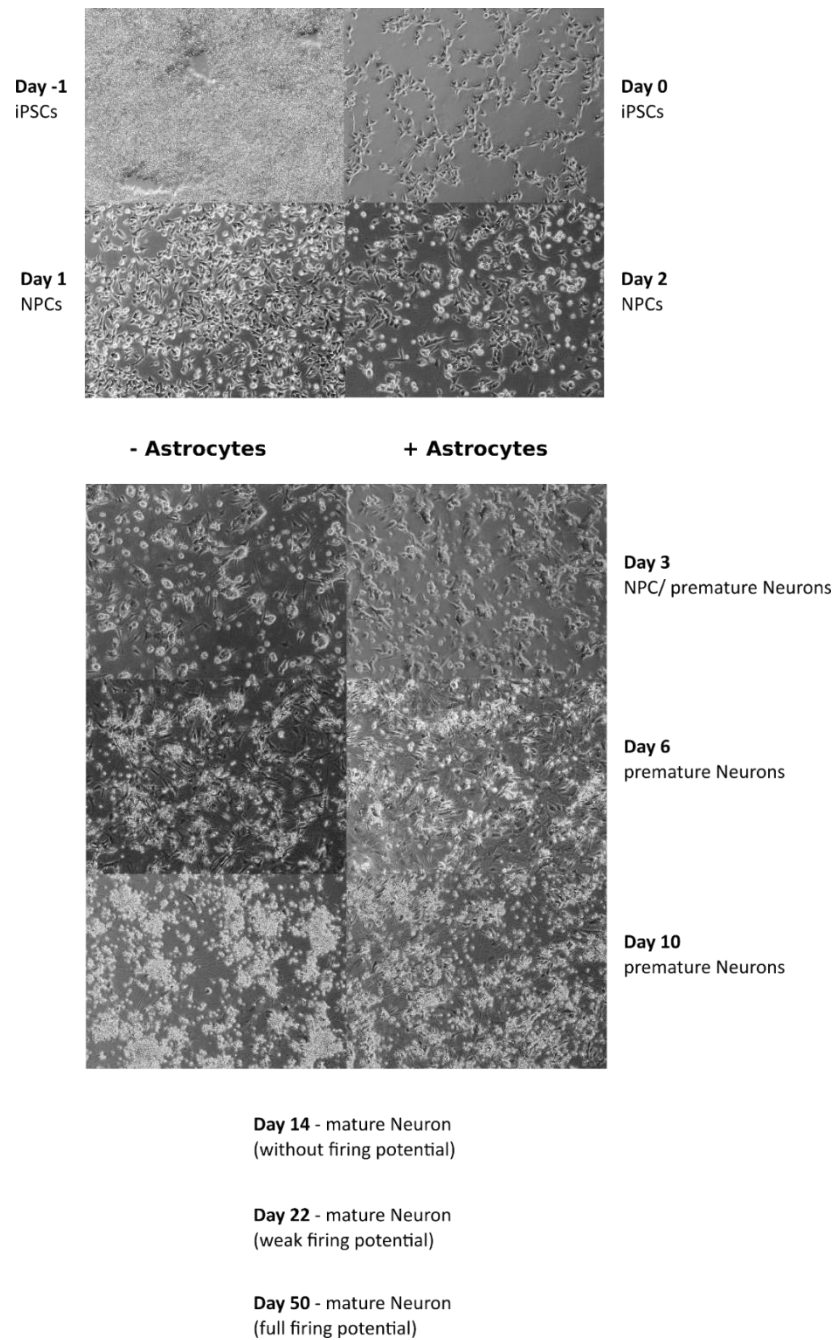 Day -1
iPSCs
Day 0
iPSCs
Day 1
NPCs
Day 2
NPCs
- Astrocytes
+ Astrocytes
Day 3
NPC/ premature Neurons
Day 6
premature Neurons
Day 10
premature Neurons
Day 14 - mature Neuron
(without firing potential)
Day 22 - mature Neuron
(weak firing potential)
Day 50 - mature Neuron
(full firing potential)